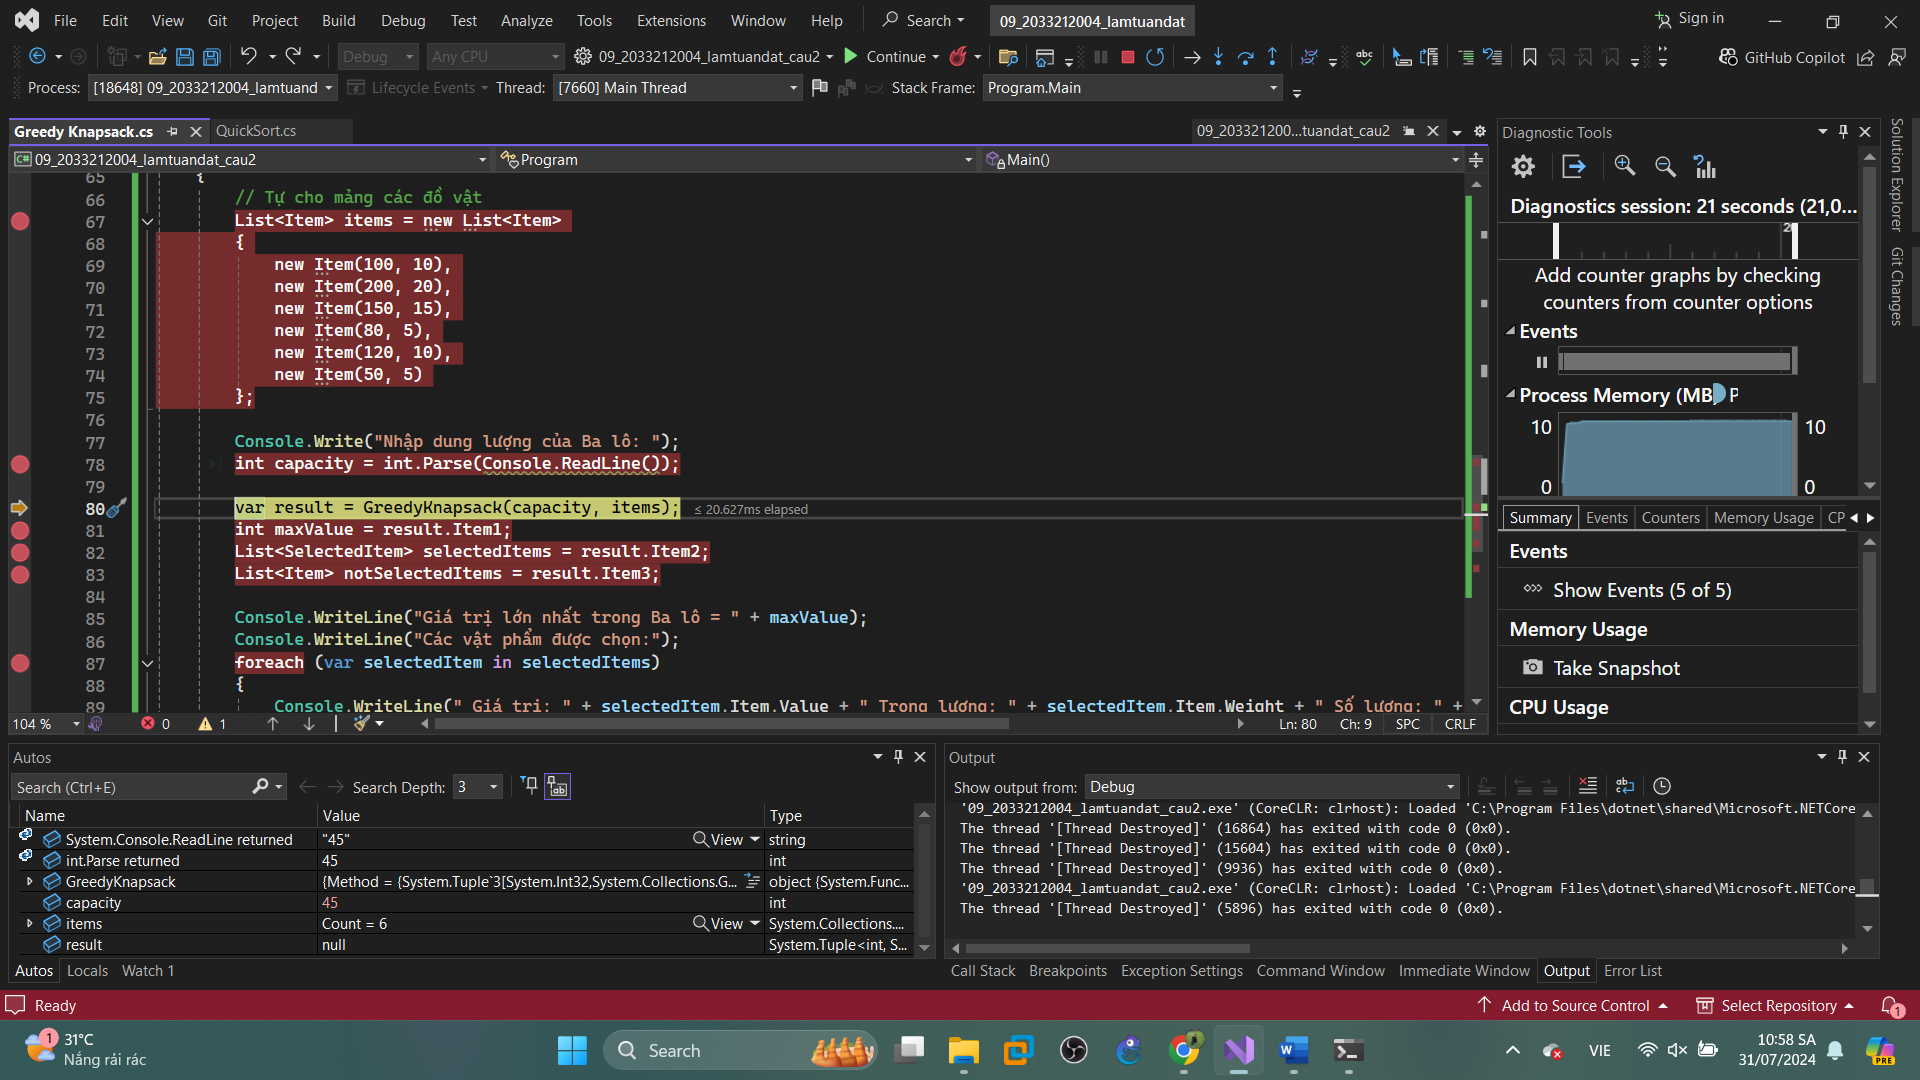 File Edit View Git Project Build Debug Test Analyze Tools Extensions Window Help Search 09_2033212004_lamtuandat Sign in
Debug Any CPU 09_2033212004_lamtuandat_cau2 Continue GitHub Copilot
Process: [18648] 09_2033212004_lamtuand Lifecycle Events Thread: [7660] Main Thread Stack Frame: Program.Main
Greedy Knapsack.cs QuickSort.cs 09_203321200...tuandat_cau2
C# 09_2033212004_lamtuandat_cau2 Program Main()
65 {
66 // Tự cho mảng các đồ vật
67 List<Item> items = new List<Item>
68 {
69 new Item(100, 10),
70 new Item(200, 20),
71 new Item(150, 15),
72 new Item(80, 5),
73 new Item(120, 10),
74 new Item(50, 5)
75 };
76
77 Console.Write("Nhập dung lượng của Ba lô: ");
78 int capacity = int.Parse(Console.ReadLine());
79
80 var result = GreedyKnapsack(capacity, items); ≤ 20.627ms elapsed
81 int maxValue = result.Item1;
82 List<SelectedItem> selectedItems = result.Item2;
83 List<Item> notSelectedItems = result.Item3;
84
85 Console.WriteLine("Giá trị lớn nhất trong Ba lô = " + maxValue);
86 Console.WriteLine("Các vật phẩm được chọn:");
87 foreach (var selectedItem in selectedItems)
88 {
89 Console.WriteLine(" Giá trị: " + selectedItem.Item.Value + " Trọng lượng: " + selectedItem.Item.Weight + " Số lượng: " +
104 % 0 1 Ln: 80 Ch: 9 SPC CRLF
Diagnostic Tools
Diagnostics session: 21 seconds (21,0...
2
Add counter graphs by checking
counters from counter options
Events
Process Memory (MB) P
10 10
0 0
Summary Events Counters Memory Usage CP
Events
Show Events (5 of 5)
Memory Usage
Take Snapshot
CPU Usage
Solution Explorer
Git Changes
Autos
Search (Ctrl+E) Search Depth: 3
Name Value Type
System.Console.ReadLine returned "45" View string
int.Parse returned 45 int
GreedyKnapsack {Method = {System.Tuple`3[System.Int32,System.Collections.G... object {System.Func...
capacity 45 int
items Count = 6 View System.Collections....
result null System.Tuple<int, S...
Autos Locals Watch 1
Output
Show output from: Debug
'09_2033212004_lamtuandat_cau2.exe' (CoreCLR: clrhost): Loaded 'C:\Program Files\dotnet\shared\Microsoft.NETCore
The thread '[Thread Destroyed]' (16864) has exited with code 0 (0x0).
The thread '[Thread Destroyed]' (15604) has exited with code 0 (0x0).
The thread '[Thread Destroyed]' (9936) has exited with code 0 (0x0).
'09_2033212004_lamtuandat_cau2.exe' (CoreCLR: clrhost): Loaded 'C:\Program Files\dotnet\shared\Microsoft.NETCore
The thread '[Thread Destroyed]' (5896) has exited with code 0 (0x0).
Call Stack Breakpoints Exception Settings Command Window Immediate Window Output Error List
Ready Add to Source Control Select Repository 1
1 31°C
Nắng rải rác
Search
VIE
10:58 SA
31/07/2024
PRE